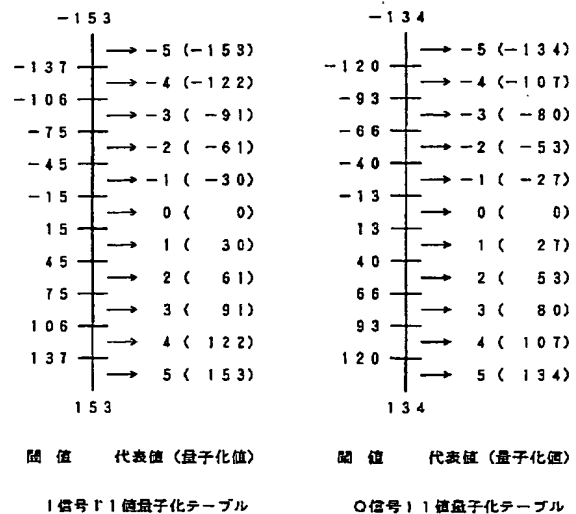 -153
→ -5 (-153)
-137
→ -4 (-122)
-106
→ -3 ( -91)
-75
→ -2 ( -61)
-45
→ -1 ( -30)
-15
→ 0 ( 0)
15
→ 1 ( 30)
45
→ 2 ( 61)
75
→ 3 ( 91)
106
→ 4 ( 122)
137
→ 5 ( 153)
153
閾 値 代表値 (量子化値)
I信号11値量子化テーブル
-134
→ -5 (-134)
-120
→ -4 (-107)
-93
→ -3 ( -80)
-66
→ -2 ( -53)
-40
→ -1 ( -27)
-13
→ 0 ( 0)
13
→ 1 ( 27)
40
→ 2 ( 53)
66
→ 3 ( 80)
93
→ 4 ( 107)
120
→ 5 ( 134)
134
閾 値 代表値 (量子化値)
Q信号11値量子化テーブル